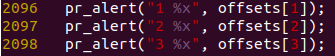 2096 pr_alert("1 %x", offsets[1]);
2097 pr_alert("2 %x", offsets[2]);
2098 pr_alert("3 %x", offsets[3]);